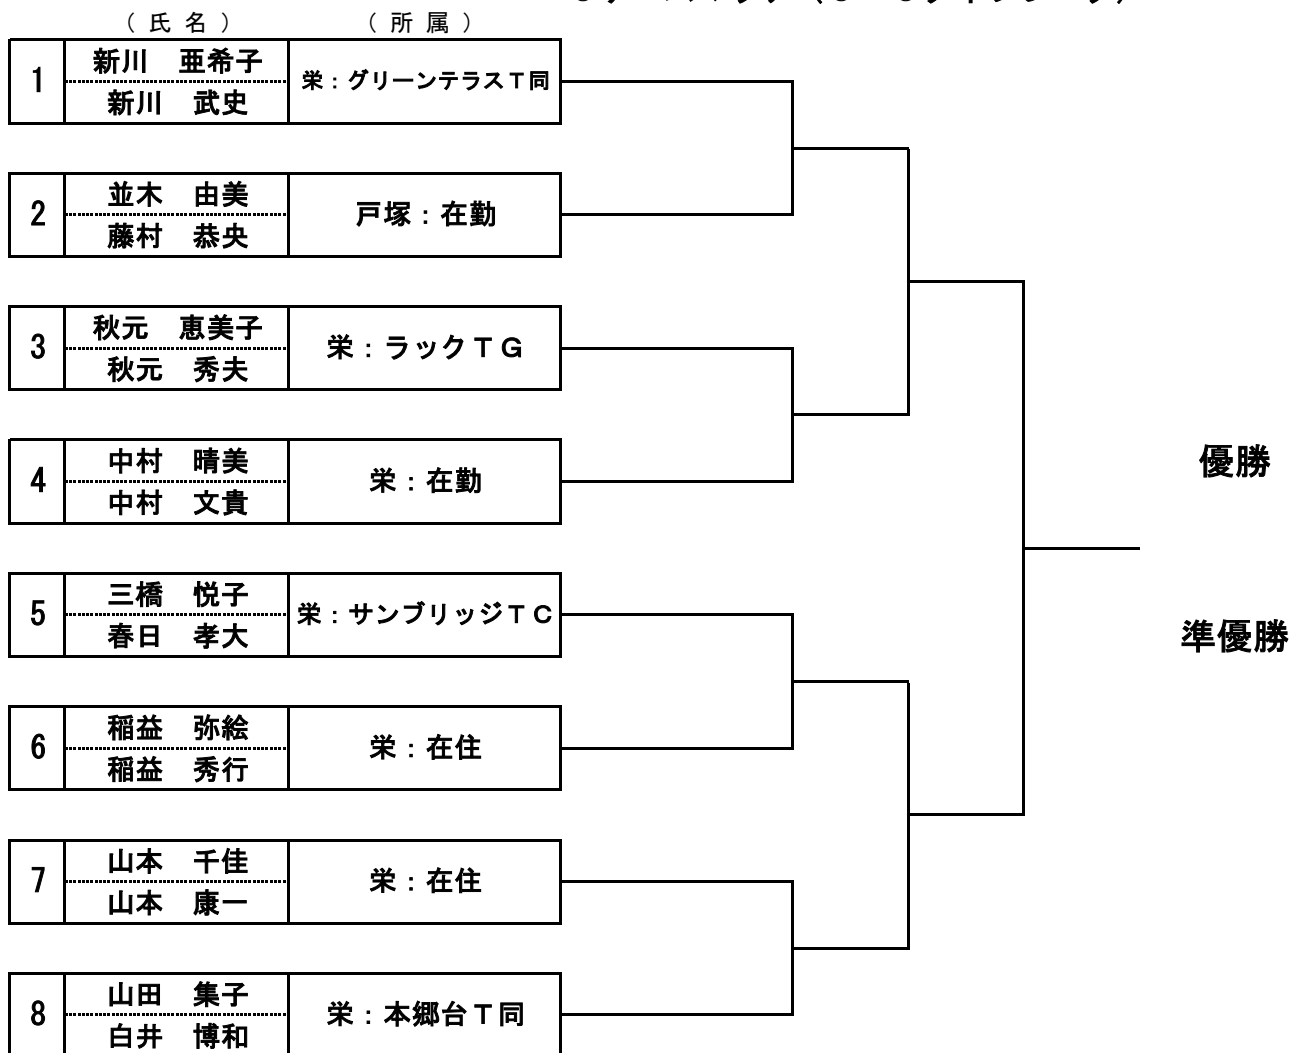 （ 氏 名 ） （ 所 属 ）
1 新川 亜希子 栄：グリーンテラスＴ同
新川 武史
2 並木 由美 戸塚：在勤
藤村 恭央
3 秋元 恵美子 栄：ラックＴＧ
秋元 秀夫
4 中村 晴美 栄：在勤
中村 文貴
優勝
5 三橋 悦子 栄：サンブリッジＴＣ
春日 孝大
準優勝
6 稲益 弥絵 栄：在住
稲益 秀行
7 山本 千佳 栄：在住
山本 康一
8 山田 集子 栄：本郷台Ｔ同
白井 博和